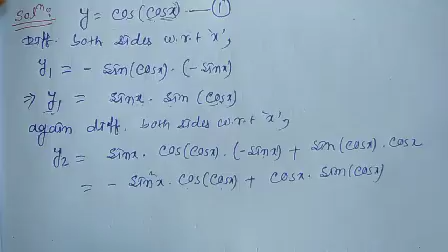 Solⁿ: y = cos(cosx) — ①
Diff. both sides w.r.t 'x',
y₁ = - sin(cosx) · (-sinx)
⇒ y₁ = sinx · sin(cosx)
again diff. both sides w.r.t 'x',
y₂ = sinx · cos(cosx) · (-sinx) + sin(cosx) · cosx
= - sin²x · cos(cosx) + cosx · sin(cosx)